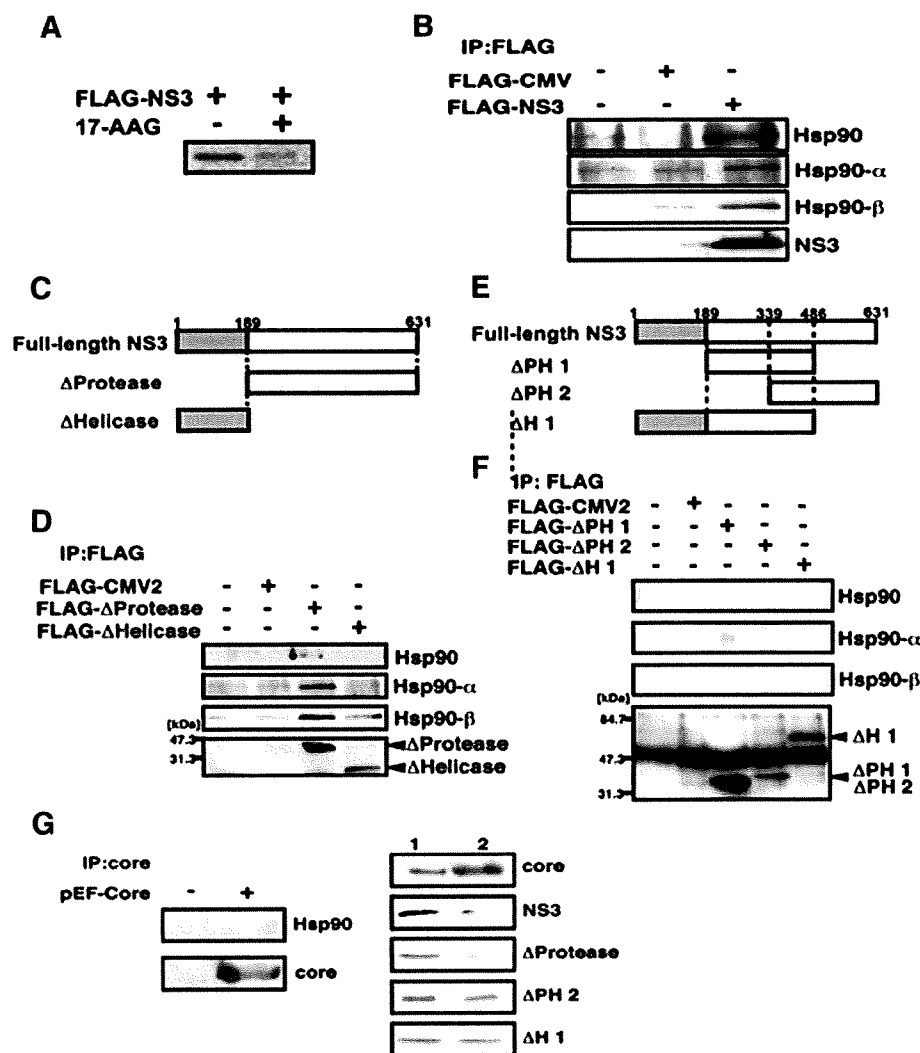 A
FLAG-NS3 + +
17-AAG - +
B
IP:FLAG
FLAG-CMV - + -
FLAG-NS3 - - +
Hsp90
Hsp90-α
Hsp90-β
NS3
C
1 189 631
Full-length NS3
ΔProtease
ΔHelicase
D
IP:FLAG
FLAG-CMV2 - + - -
FLAG-ΔProtease - - + -
FLAG-ΔHelicase - - - +
Hsp90
Hsp90-α
Hsp90-β
(kDa)
47.3
31.3
ΔProtease
ΔHelicase
E
1 189 339 486 631
Full-length NS3
ΔPH 1
ΔPH 2
ΔH 1
F
IP: FLAG
FLAG-CMV2 - + - - -
FLAG-ΔPH 1 - - + - -
FLAG-ΔPH 2 - - - + -
FLAG-ΔH 1 - - - - +
Hsp90
Hsp90-α
Hsp90-β
(kDa)
84.7
47.3
31.3
ΔH 1
ΔPH 1
ΔPH 2
G
IP:core
pEF-Core - +
Hsp90
core
1 2
core
NS3
ΔProtease
ΔPH 2
ΔH 1